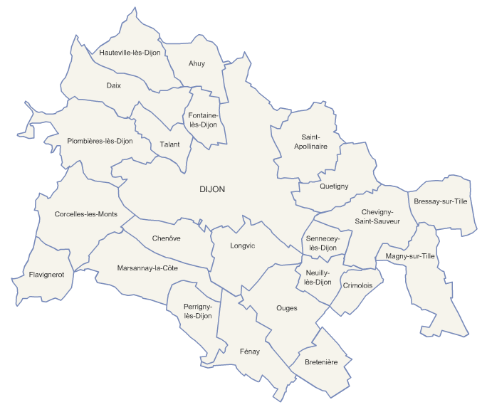 Hauteville-lès-Dijon
Ahuy
Daix
Fontaine-
lès-Dijon
Plombières-lès-Dijon
Talant
Saint-
Apollinaire
DIJON
Quetigny
Bressay-sur-Tille
Corcelles-les-Monts
Chevigny-
Saint-Sauveur
Chenôve
Longvic
Sennecey-
lès-Dijon
Magny-sur-Tille
Flavignerot
Marsannay-la-Côte
Neuilly-
lès-Dijon
Crimolois
Perrigny-
lès-Dijon
Ouges
Fénay
Bretenière